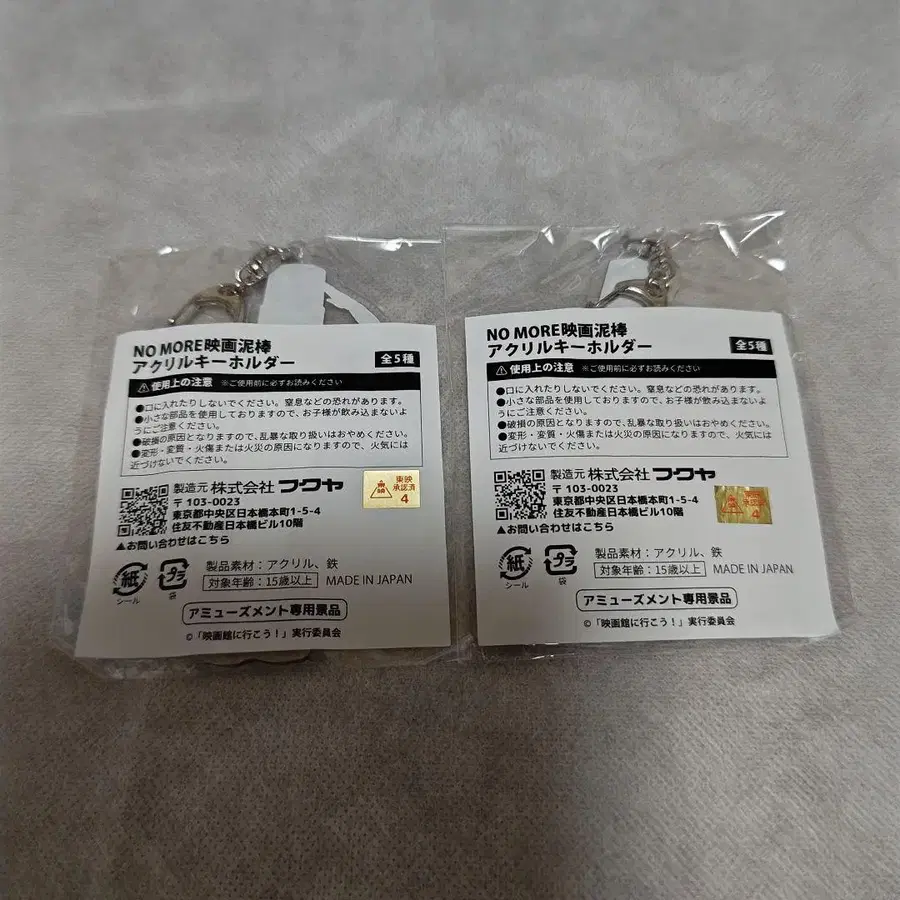 NO MORE映画泥棒
アクリルキーホルダー
全5種
使用上の注意 ※ご使用前に必ずお読みください
●口に入れたりしないでください。窒息などの恐れがあります。
●小さな部品を使用しておりますので、お子様が飲み込まないよ
うにご注意ください。
●破損の原因となりますので、乱暴な取り扱いはおやめください。
●変形・変質・火傷または火災の原因になりますので、火気には
近づけないでください。
製造元 株式会社 フクヤ
〒103-0023
東京都中央区日本橋本町1-5-4
住友不動産日本橋ビル10階
▲お問い合わせはこちら
東映
承認済
4
紙
シール
プラ
袋
製品素材：アクリル、鉄
対象年齢：15歳以上 MADE IN JAPAN
アミューズメント専用景品
©「映画館に行こう！」実行委員会
NO MORE映画泥棒
アクリルキーホルダー
全5種
使用上の注意 ※ご使用前に必ずお読みください
●口に入れたりしないでください。窒息などの恐れがあります。
●小さな部品を使用しておりますので、お子様が飲み込まないよ
うにご注意ください。
●破損の原因となりますので、乱暴な取り扱いはおやめください。
●変形・変質・火傷または火災の原因になりますので、火気には
近づけないでください。
製造元 株式会社 フクヤ
〒103-0023
東京都中央区日本橋本町1-5-4
住友不動産日本橋ビル10階
▲お問い合わせはこちら
4
紙
シール
プラ
袋
製品素材：アクリル、鉄
対象年齢：15歳以上 MADE IN JAPAN
アミューズメント専用景品
©「映画館に行こう！」実行委員会